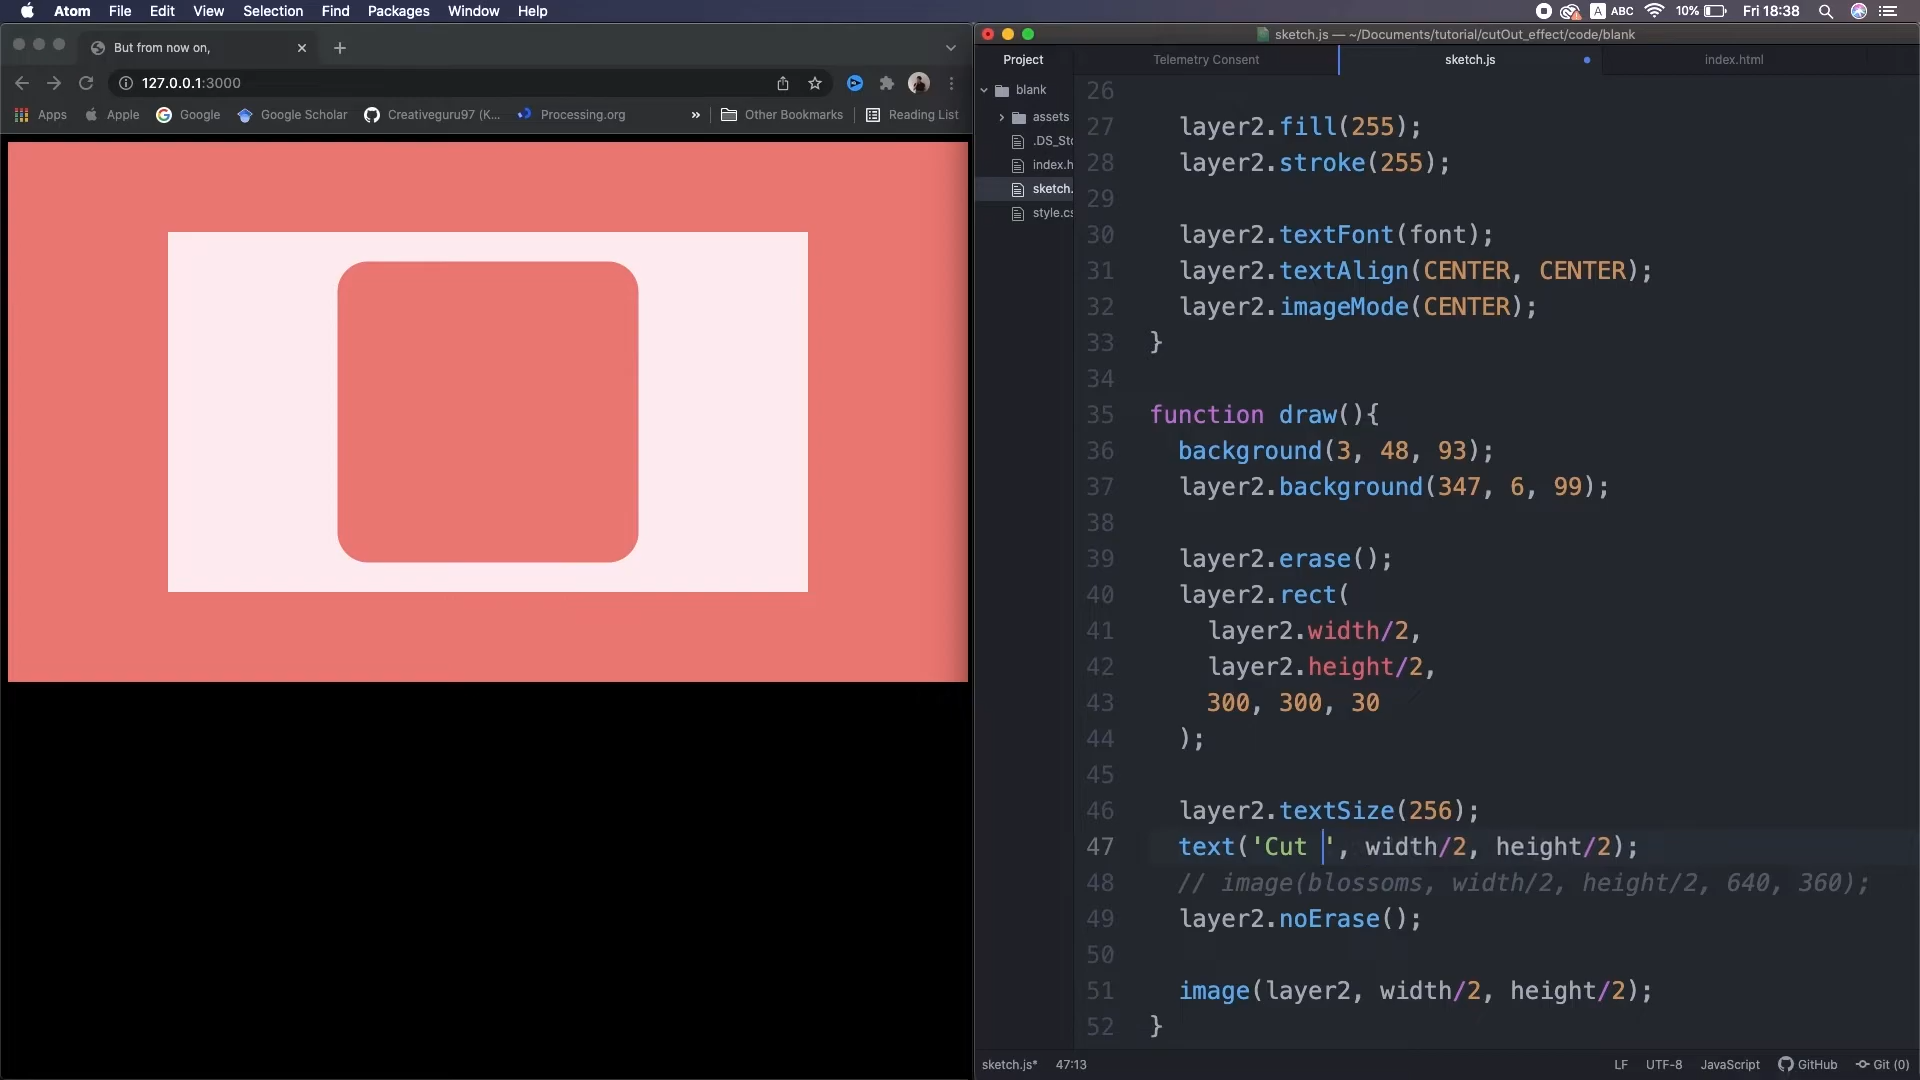 Atom File Edit View Selection Find Packages Window Help
A ABC 10% Fri 18:38
But from now on,
127.0.0.1:3000
Apps Apple Google Google Scholar Creativeguru97 (K... Processing.org » Other Bookmarks Reading List
sketch.js — ~/Documents/tutorial/cutOut_effect/code/blank
Project
Telemetry Consent sketch.js index.html
blank
assets
.DS_Sto
index.h
sketch.
style.cs
26
27 layer2.fill(255);
28 layer2.stroke(255);
29
30 layer2.textFont(font);
31 layer2.textAlign(CENTER, CENTER);
32 layer2.imageMode(CENTER);
33 }
34
35 function draw(){
36 background(3, 48, 93);
37 layer2.background(347, 6, 99);
38
39 layer2.erase();
40 layer2.rect(
41 layer2.width/2,
42 layer2.height/2,
43 300, 300, 30
44 );
45
46 layer2.textSize(256);
47 text('Cut ', width/2, height/2);
48 // image(blossoms, width/2, height/2, 640, 360);
49 layer2.noErase();
50
51 image(layer2, width/2, height/2);
52 }
sketch.js* 47:13 LF UTF-8 JavaScript GitHub Git (0)